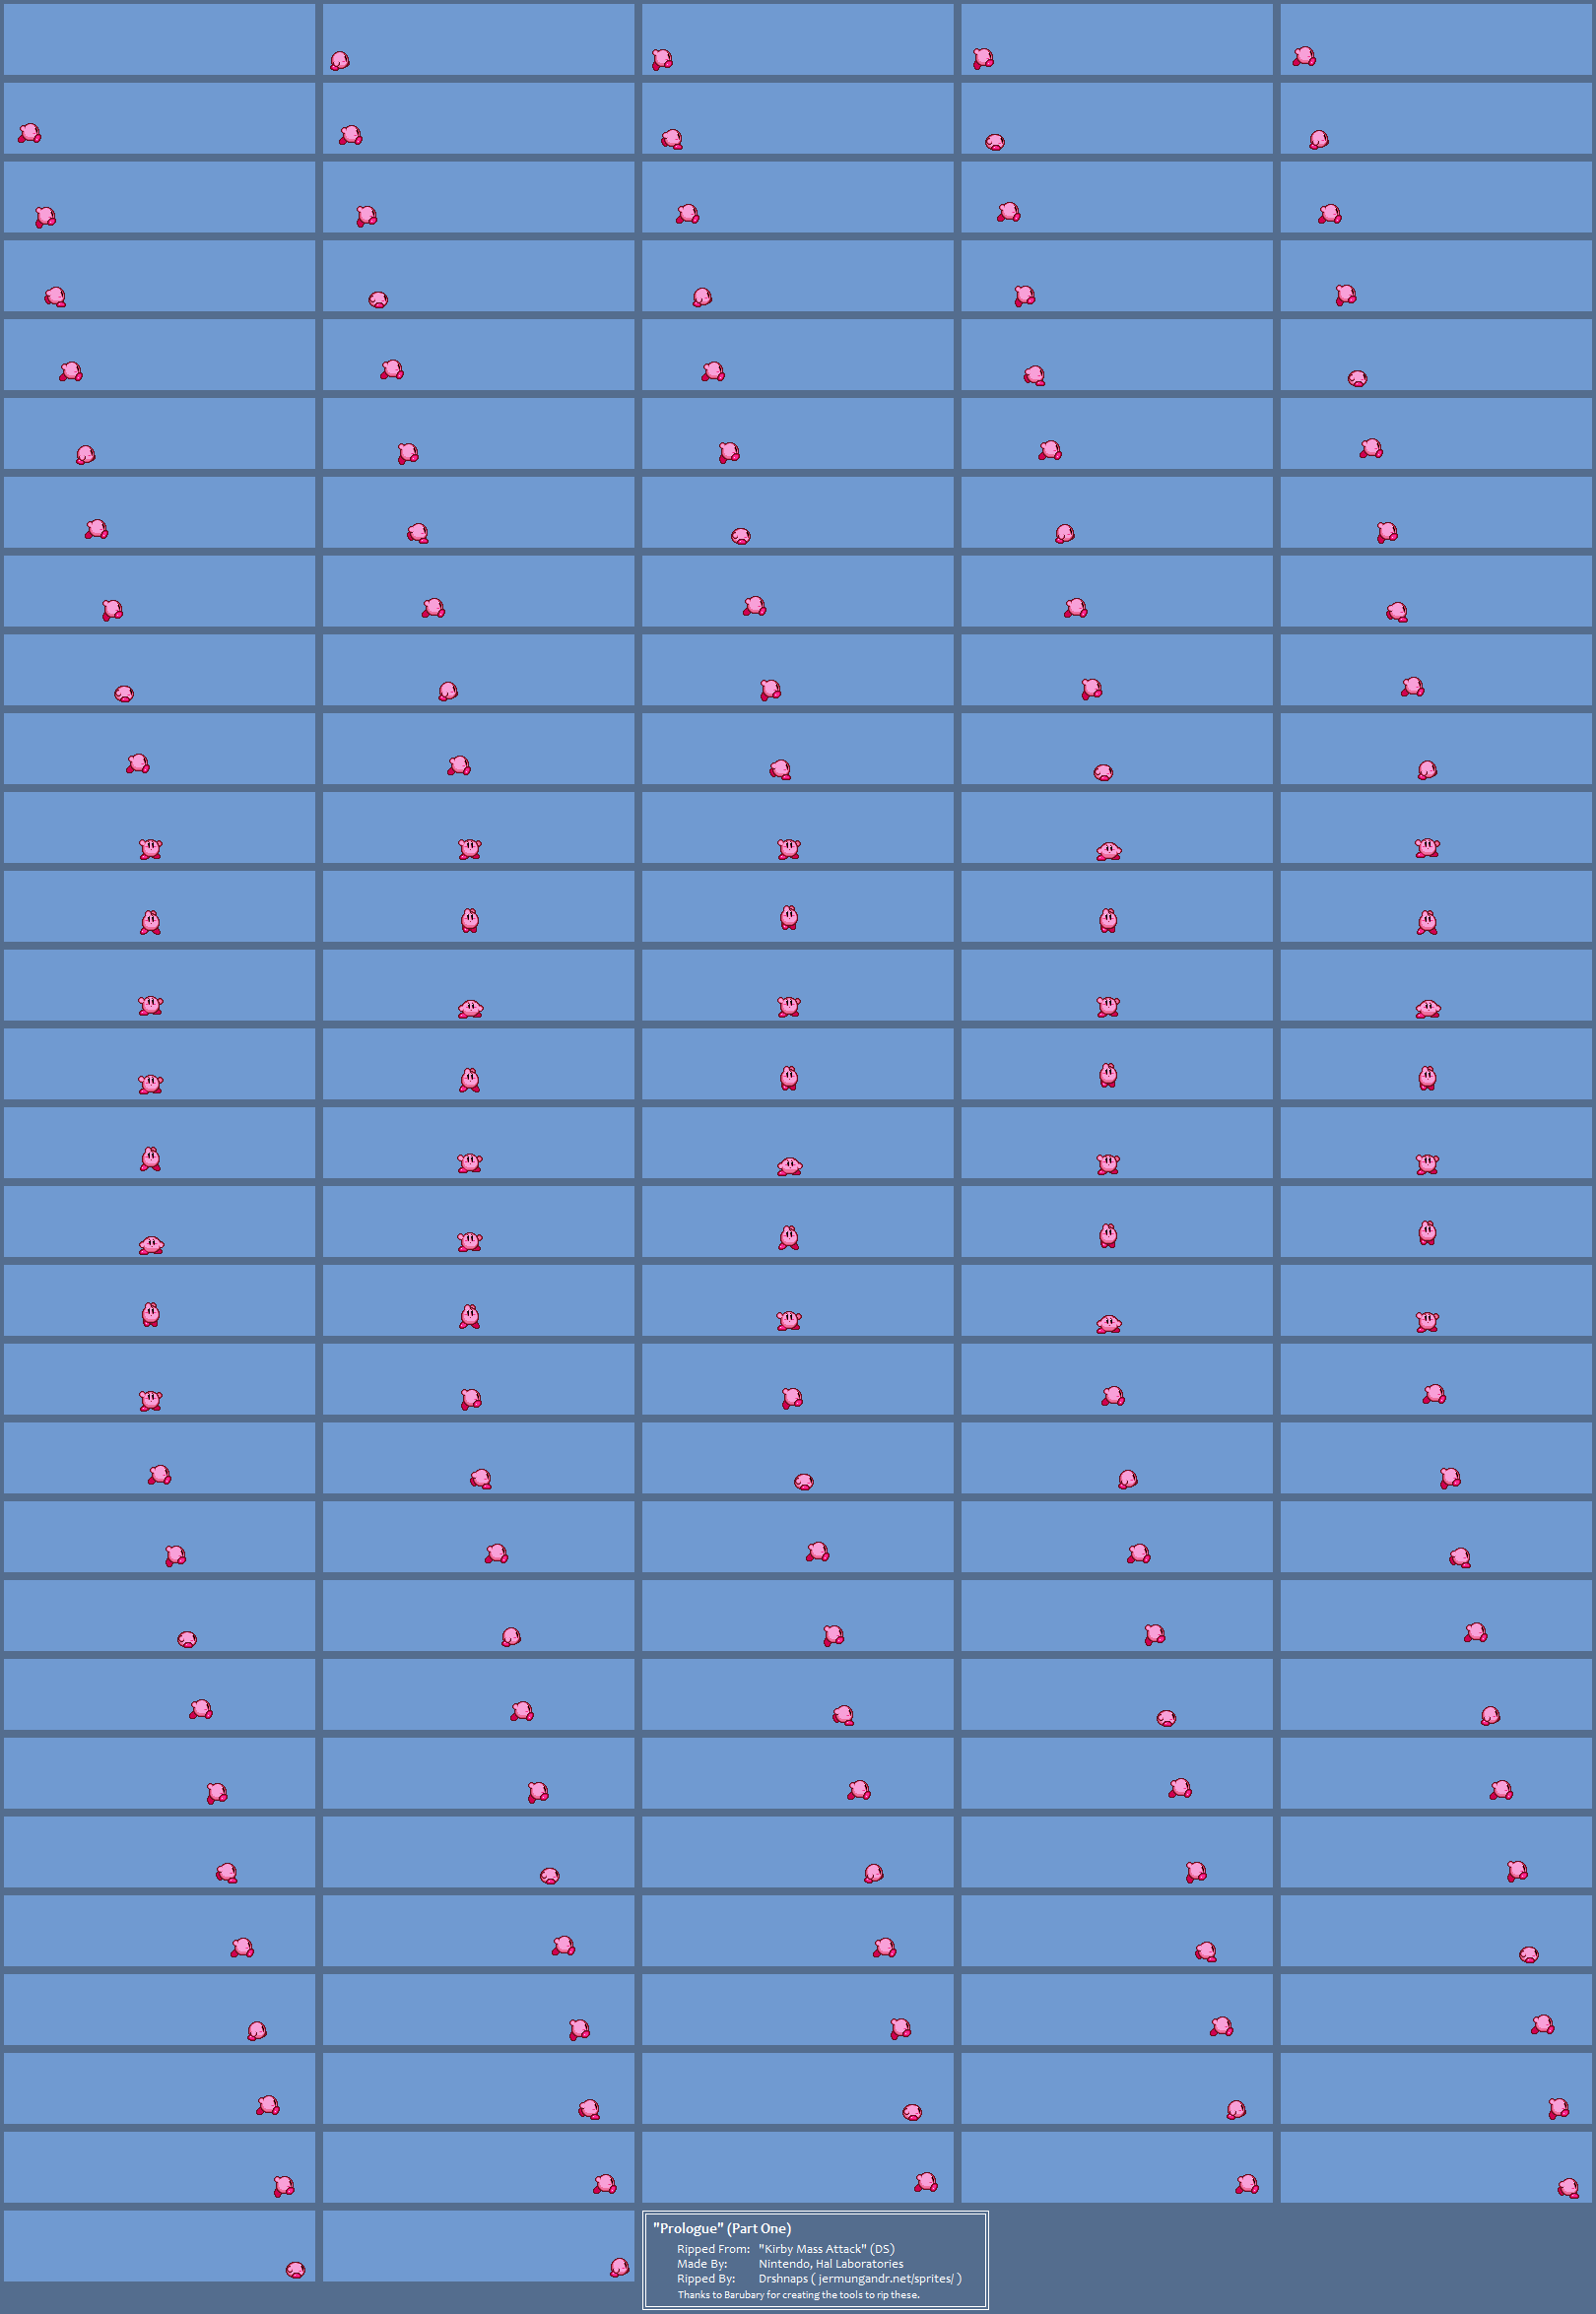 "Prologue" (Part One)
Ripped From: "Kirby Mass Attack" (DS)
Made By: Nintendo, Hal Laboratories
Ripped By: Drshnaps ( jermungandr.net/sprites/ )
Thanks to Barubary for creating the tools to rip these.